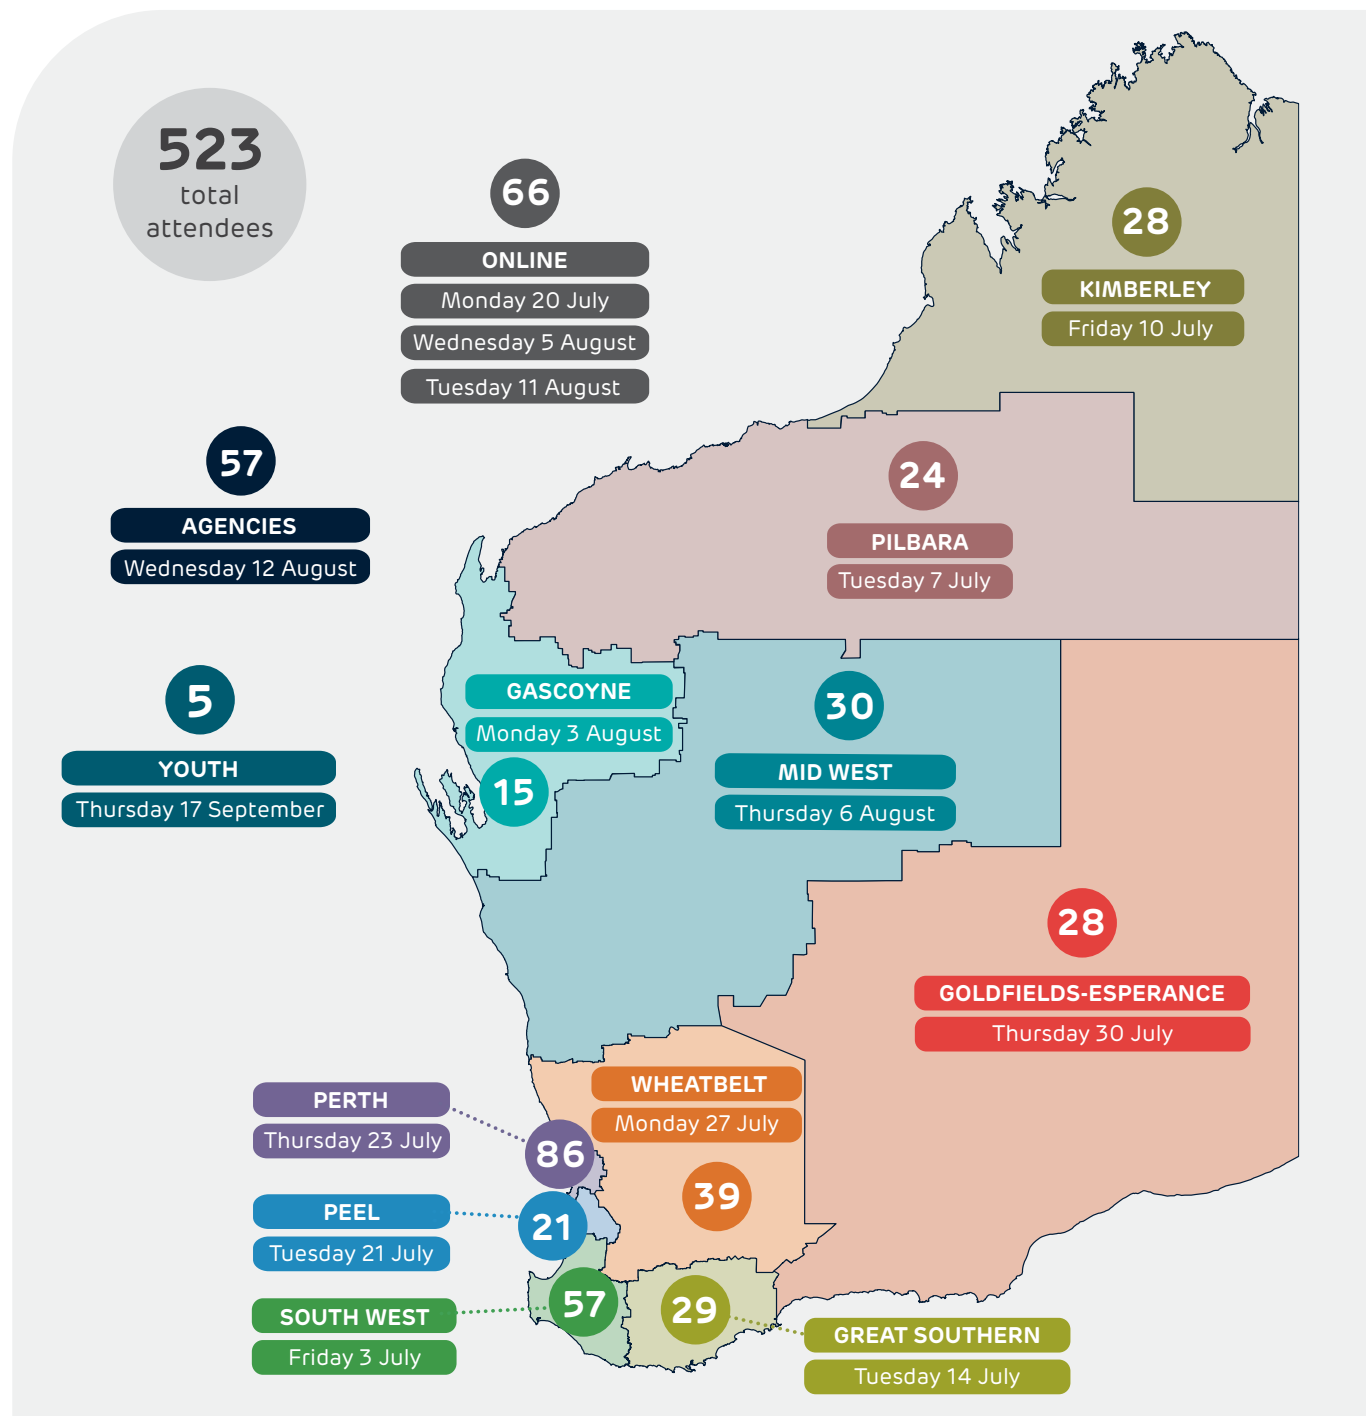 523
total
attendees
66
ONLINE
Monday 20 July
Wednesday 5 August
Tuesday 11 August
28
KIMBERLEY
Friday 10 July
57
AGENCIES
Wednesday 12 August
24
PILBARA
Tuesday 7 July
5
YOUTH
Thursday 17 September
GASCOYNE
Monday 3 August
15
30
MID WEST
Thursday 6 August
28
GOLDFIELDS-ESPERANCE
Thursday 30 July
WHEATBELT
Monday 27 July
39
PERTH
Thursday 23 July
86
PEEL
Tuesday 21 July
21
SOUTH WEST
Friday 3 July
57
29
GREAT SOUTHERN
Tuesday 14 July